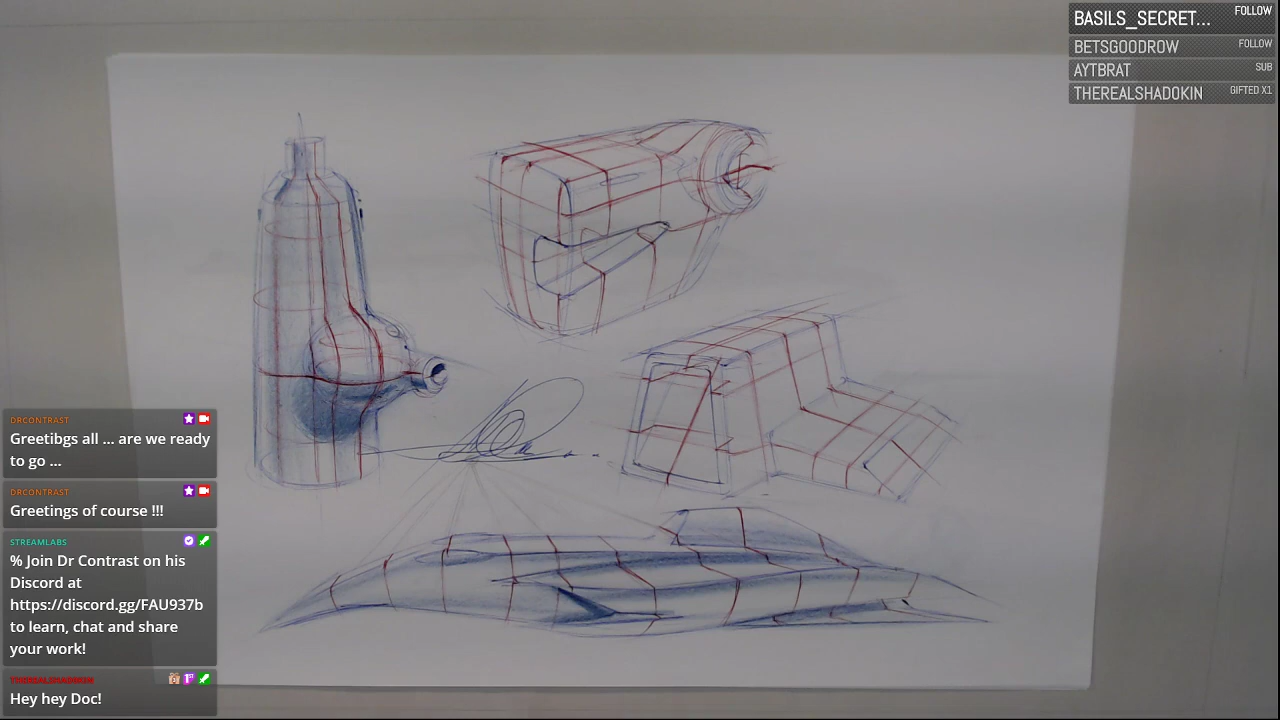 BASILS_SECRET... FOLLOW
BETSGOODROW FOLLOW
AYTBRAT SUB
THEREALSHADOKIN GIFTED X1
DRCONTRAST
Greetibgs all ... are we ready
to go ...
DRCONTRAST
Greetings of course !!!
STREAMLABS
% Join Dr Contrast on his
Discord at
https://discord.gg/FAU937b
to learn, chat and share
your work!
THEREALSHADOKIN
Hey hey Doc!